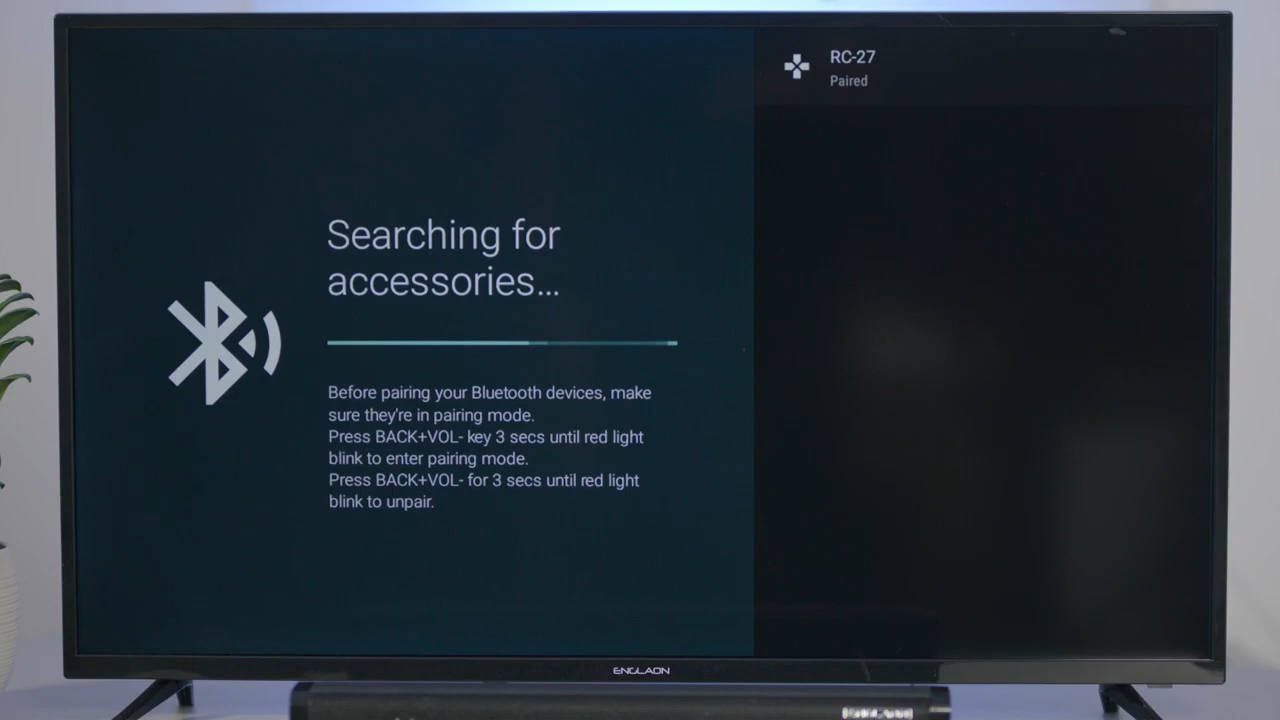 Searching for
accessories...
Before pairing your Bluetooth devices, make
sure they're in pairing mode.
Press BACK+VOL- key 3 secs until red light
blink to enter pairing mode.
Press BACK+VOL- for 3 secs until red light
blink to unpair.
RC-27
Paired
ENGLAON